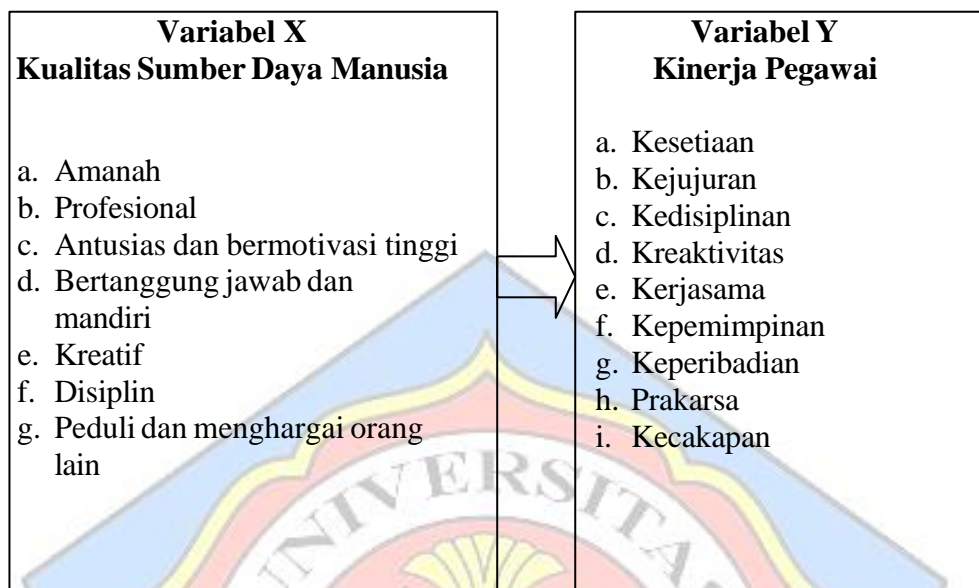 Variabel X
Kualitas Sumber Daya Manusia
a. Amanah
b. Profesional
c. Antusias dan bermotivasi tinggi
d. Bertanggung jawab dan
mandiri
e. Kreatif
f. Disiplin
g. Peduli dan menghargai orang
lain
Variabel Y
Kinerja Pegawai
a. Kesetiaan
b. Kejujuran
c. Kedisiplinan
d. Kreaktivitas
e. Kerjasama
f. Kepemimpinan
g. Keperibadian
h. Prakarsa
i. Kecakapan